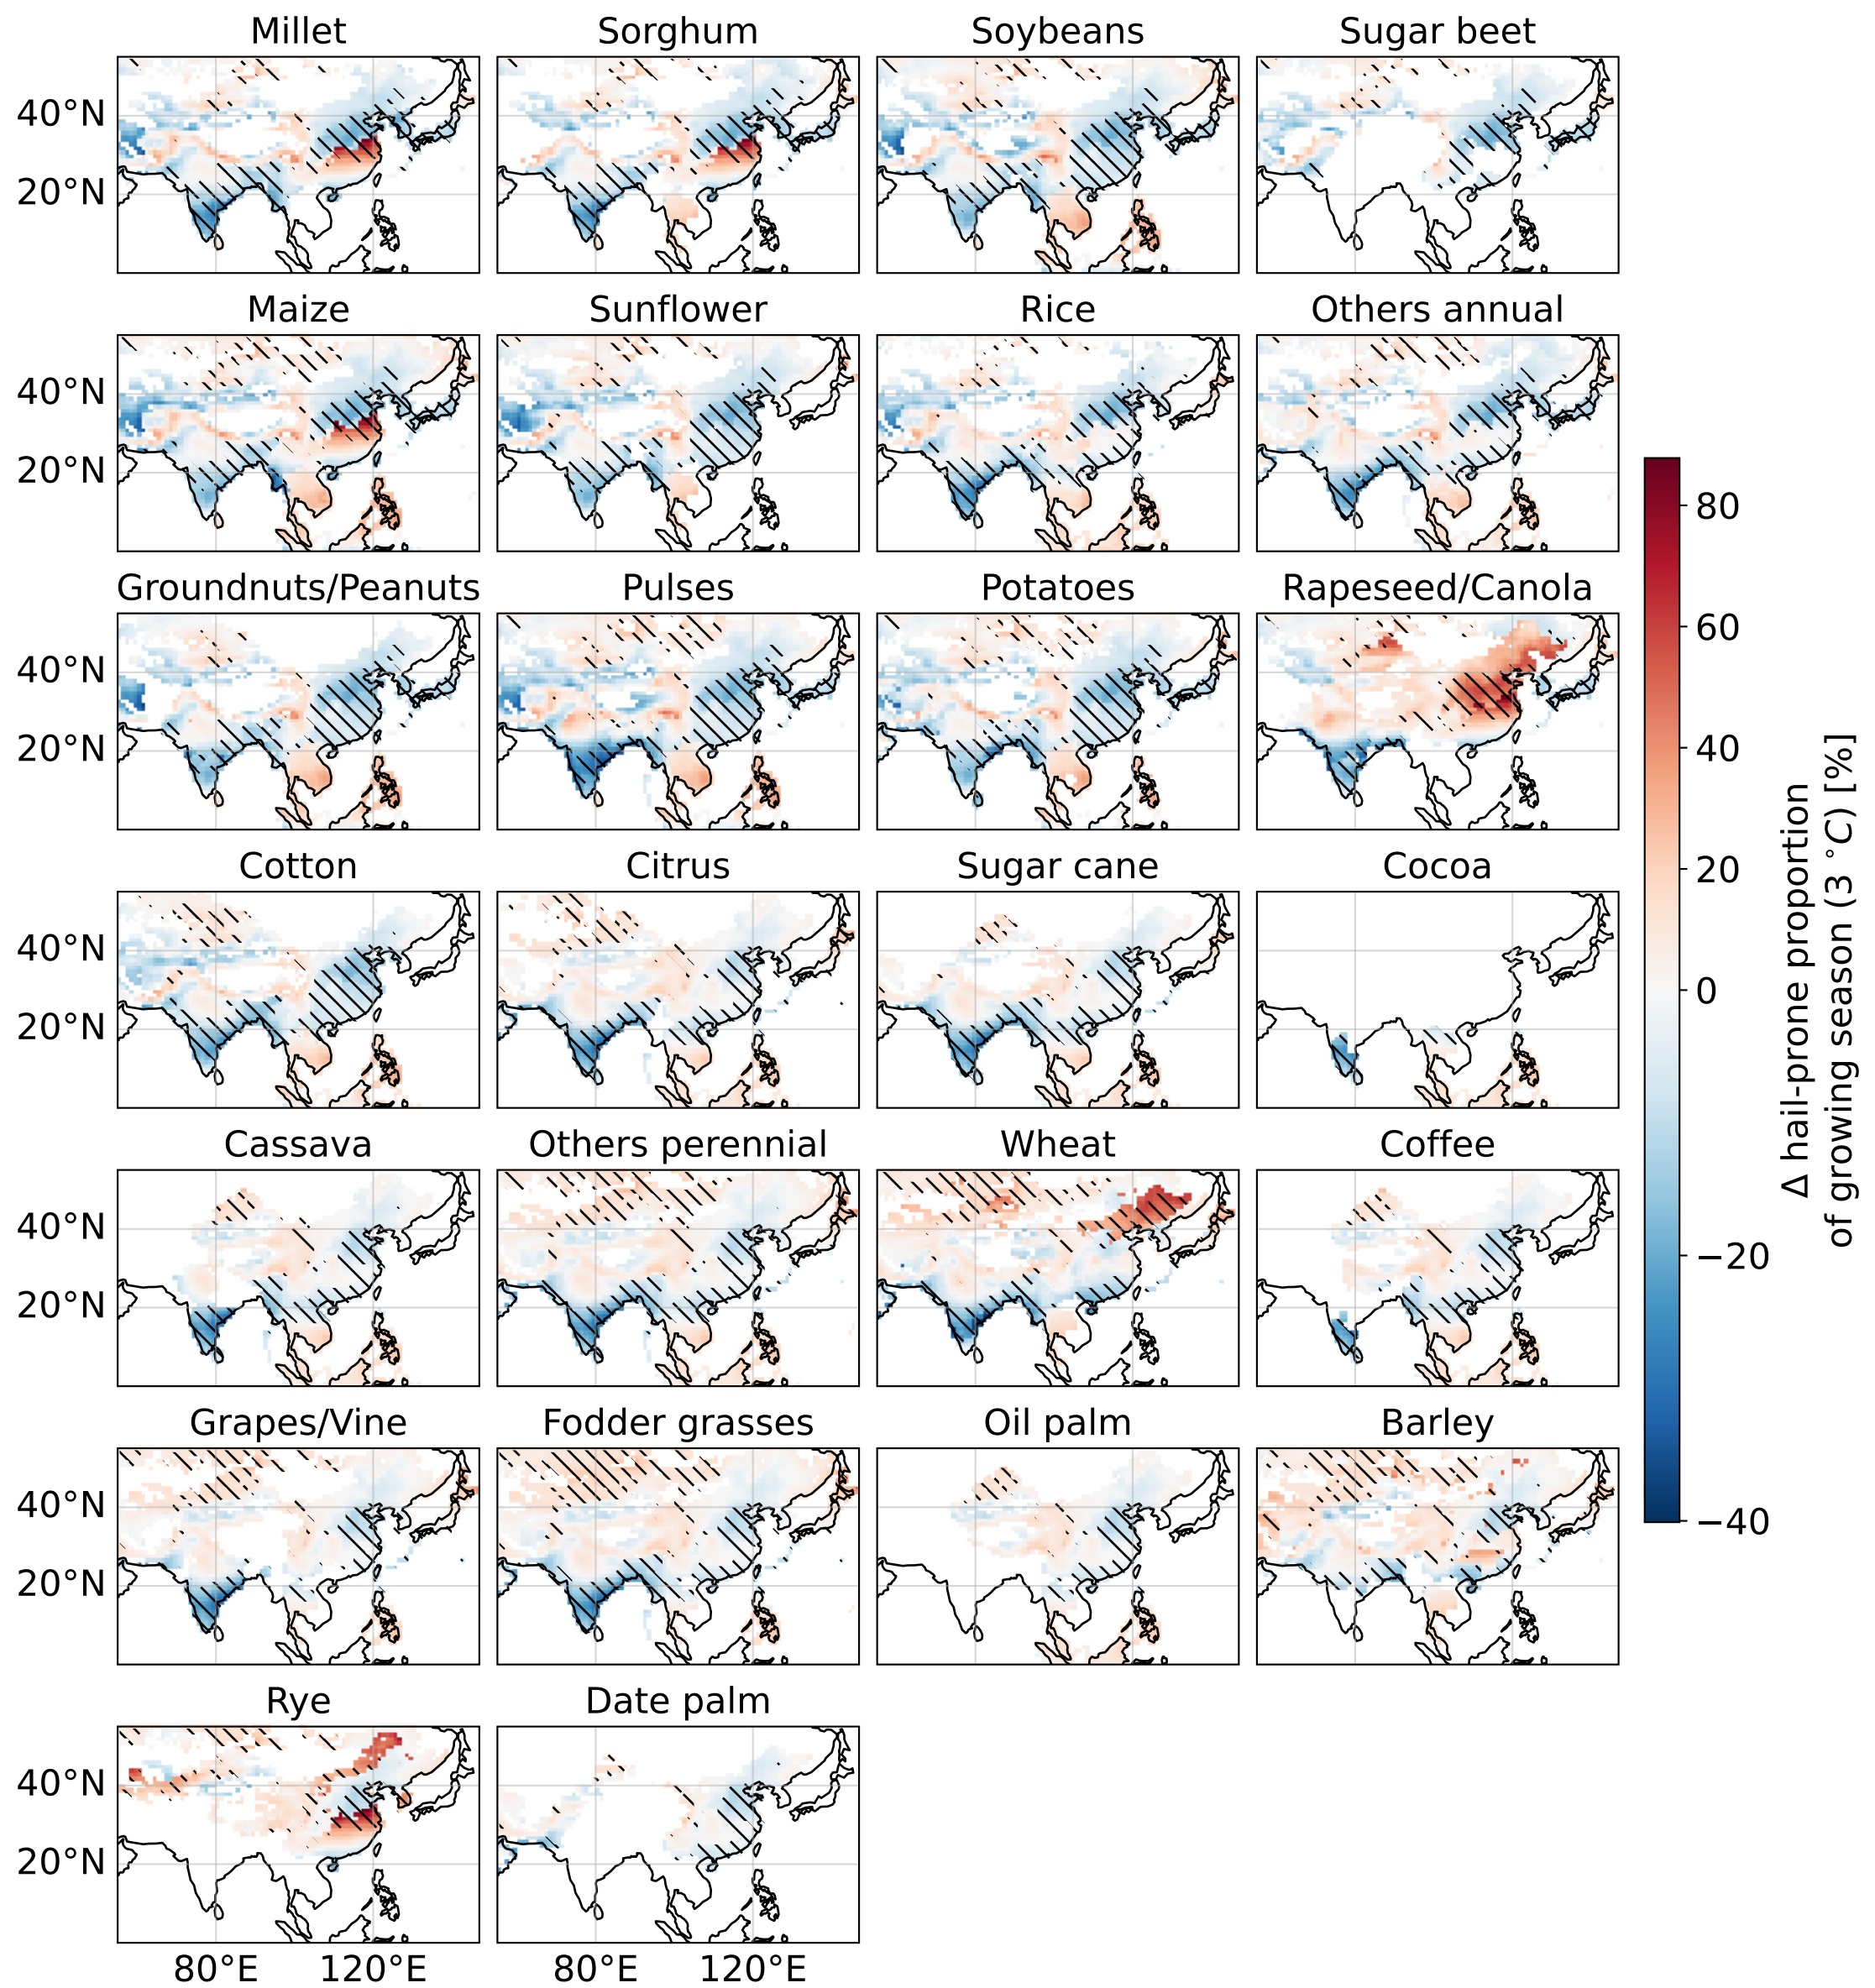 Millet Sorghum Soybeans Sugar beet
40°N
20°N
Maize Sunflower Rice Others annual
40°N
20°N
Groundnuts/Peanuts Pulses Potatoes Rapeseed/Canola
40°N
20°N
Cotton Citrus Sugar cane Cocoa
40°N
20°N
Cassava Others perennial Wheat Coffee
40°N
20°N
Grapes/Vine Fodder grasses Oil palm Barley
40°N
20°N
Rye Date palm
40°N
20°N
80°E 120°E 80°E 120°E
80
60
40
20
0
−20
−40
Δ hail-prone proportion
of growing season (3 °C) [%]